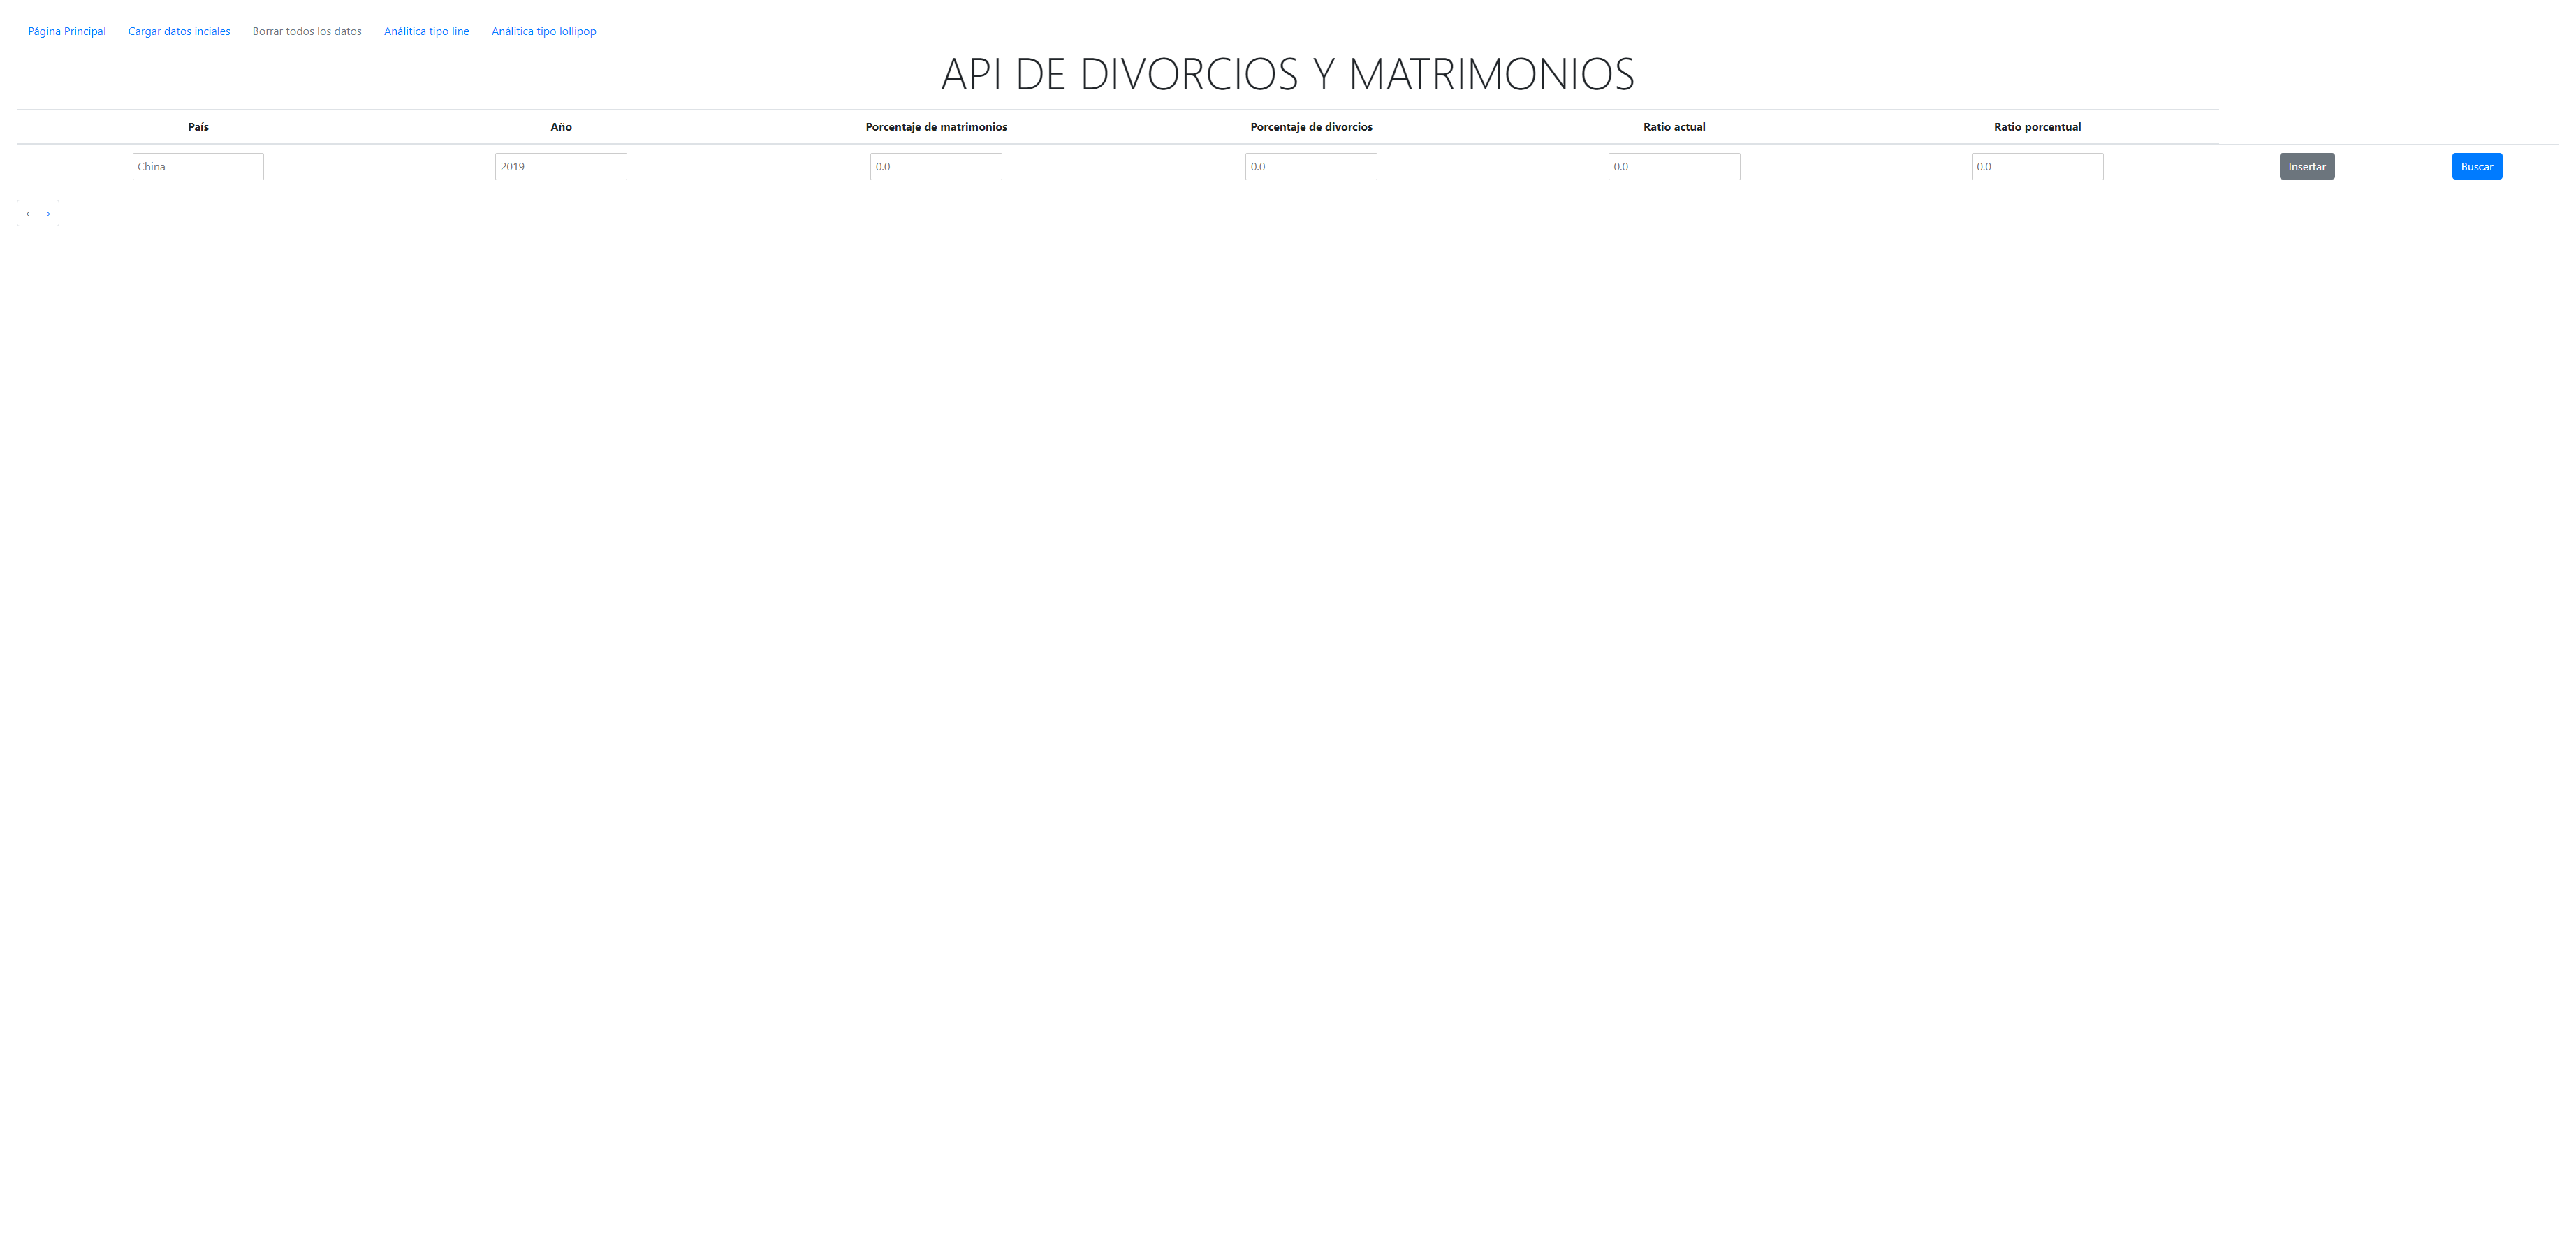 Página Principal Cargar datos inciales Borrar todos los datos Análitica tipo line Análitica tipo lollipop
API DE DIVORCIOS Y MATRIMONIOS
País Año Porcentaje de matrimonios Porcentaje de divorcios Ratio actual Ratio porcentual
China 2019 0.0 0.0 0.0 0.0 Insertar Buscar
‹ ›